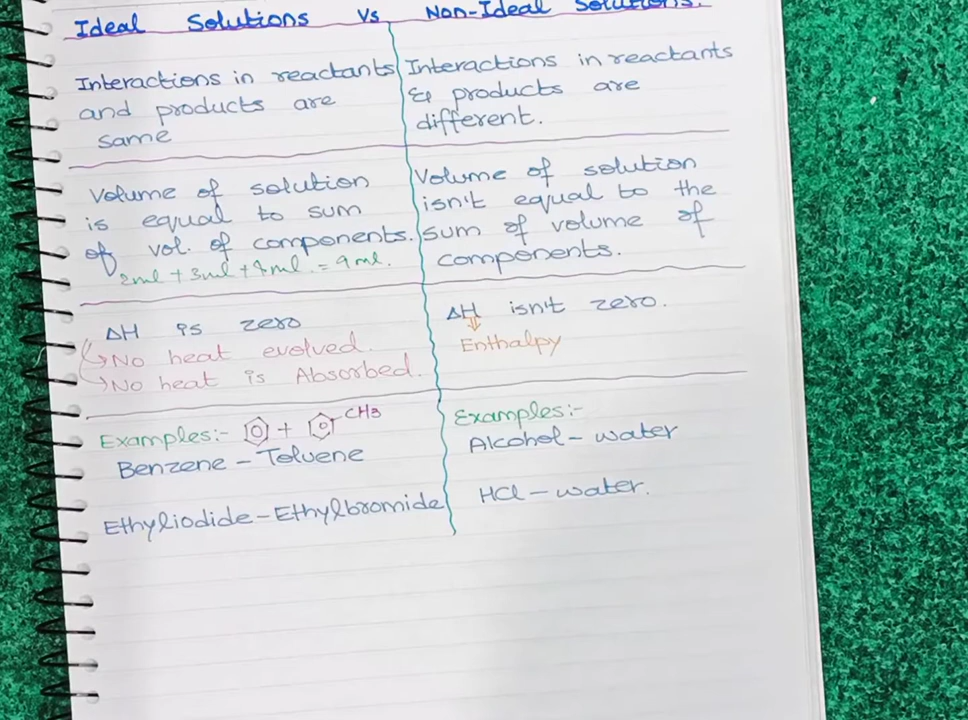 Ideal Solutions Vs Non-Ideal Solutions.
Interactions in reactants
and products are
same
Interactions in reactants
& products are
different.
Volume of solution
is equal to sum
of vol. of components.
2ml + 3ml + 4ml = 9ml.
Volume of solution
isn't equal to the
sum of volume of
components.
ΔH is zero
No heat evolved.
No heat is Absorbed.
ΔH isn't zero.
Enthalpy
Examples:- + CH3
Benzene - Toluene
Ethyliodide - Ethylbromide
Examples:-
Alcohol - water
HCl - water.